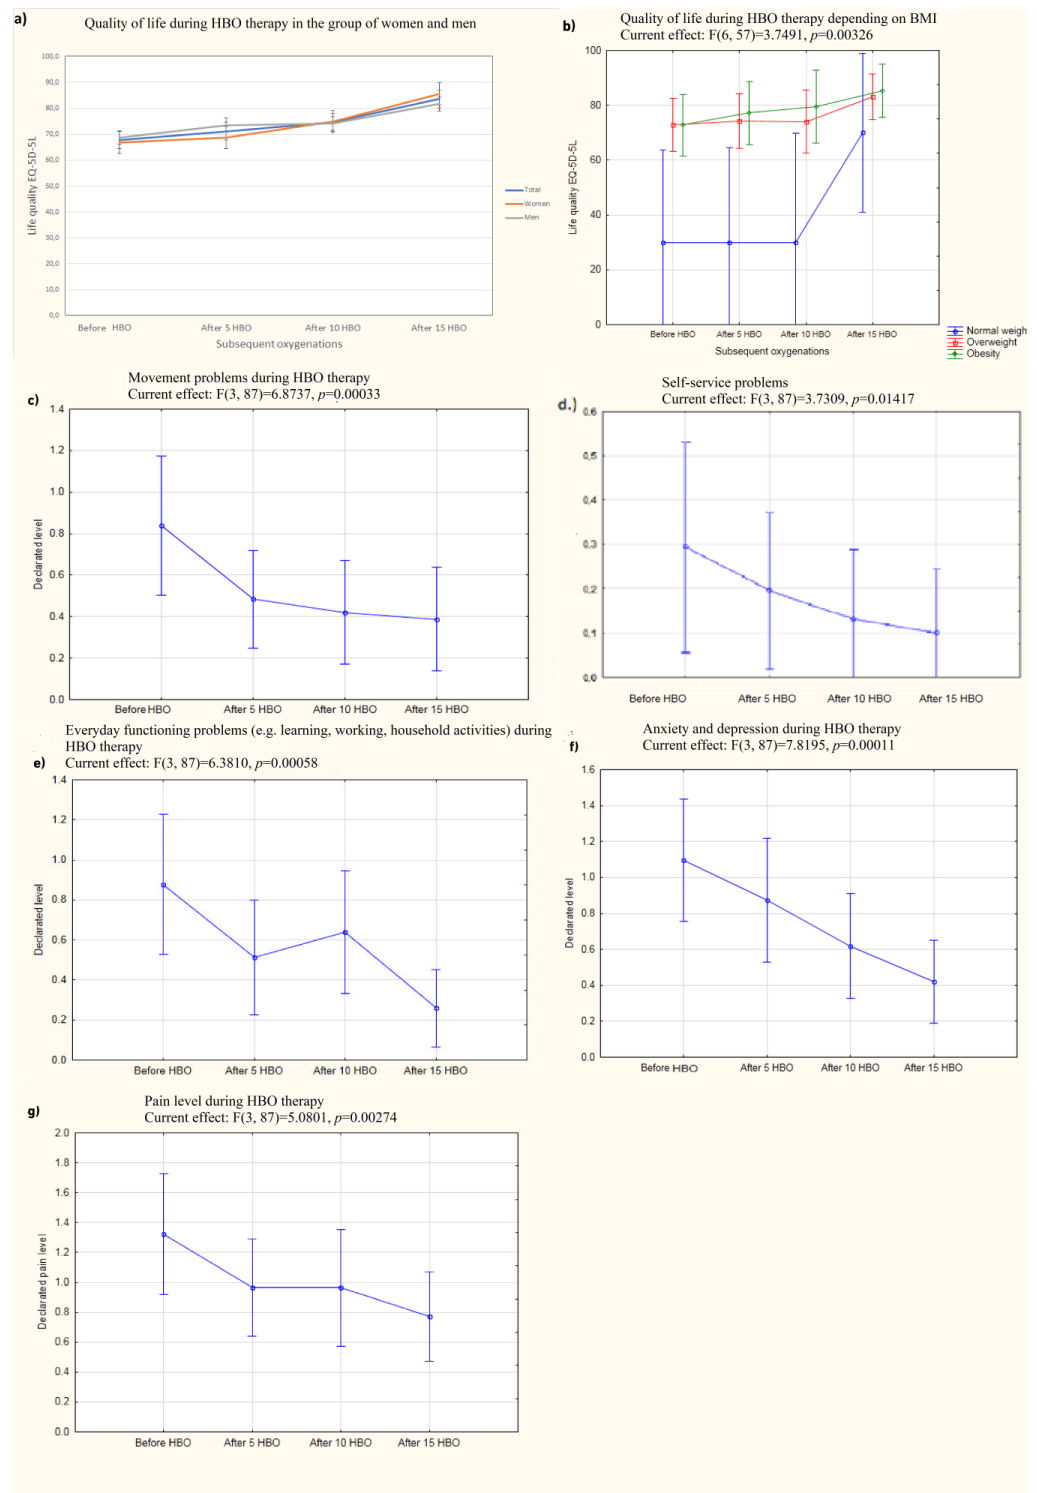 a)
Quality of life during HBO therapy in the group of women and men
100,0
90,0
80,0
70,0
60,0
50,0
40,0
30,0
20,0
10,0
0,0
Life quality EQ-5D-5L
Before HBO
After 5 HBO
After 10 HBO
After 15 HBO
Subsequent oxygenations
Total
Women
Men
b)
Quality of life during HBO therapy depending on BMI
Current effect: F(6, 57)=3.7491, p=0.00326
100
80
60
40
20
0
Life quality EQ-5D-5L
Before HBO
After 5 HBO
After 10 HBO
After 15 HBO
Subsequent oxygenations
Normal weigh
Overweight
Obesity
c)
Movement problems during HBO therapy
Current effect: F(3, 87)=6.8737, p=0.00033
1.4
1.2
1.0
0.8
0.6
0.4
0.2
0.0
Declarated level
Before HBO
After 5 HBO
After 10 HBO
After 15 HBO
d.)
Self-service problems
Current effect: F(3, 87)=3.7309, p=0.01417
0,6
0,5
0,4
0,3
0,2
0,1
0,0
Before HBO
After 5 HBO
After 10 HBO
After 15 HBO
e)
Everyday functioning problems (e.g. learning, working, household activities) during
HBO therapy
Current effect: F(3, 87)=6.3810, p=0.00058
1.4
1.2
1.0
0.8
0.6
0.4
0.2
0.0
Declarated level
Before HBO
After 5 HBO
After 10 HBO
After 15 HBO
f)
Anxiety and depression during HBO therapy
Current effect: F(3, 87)=7.8195, p=0.00011
1.6
1.4
1.2
1.0
0.8
0.6
0.4
0.2
0.0
Declarated level
Before HBO
After 5 HBO
After 10 HBO
After 15 HBO
g)
Pain level during HBO therapy
Current effect: F(3, 87)=5.0801, p=0.00274
2.0
1.8
1.6
1.4
1.2
1.0
0.8
0.6
0.4
0.2
0.0
Declarated pain level
Before HBO
After 5 HBO
After 10 HBO
After 15 HBO